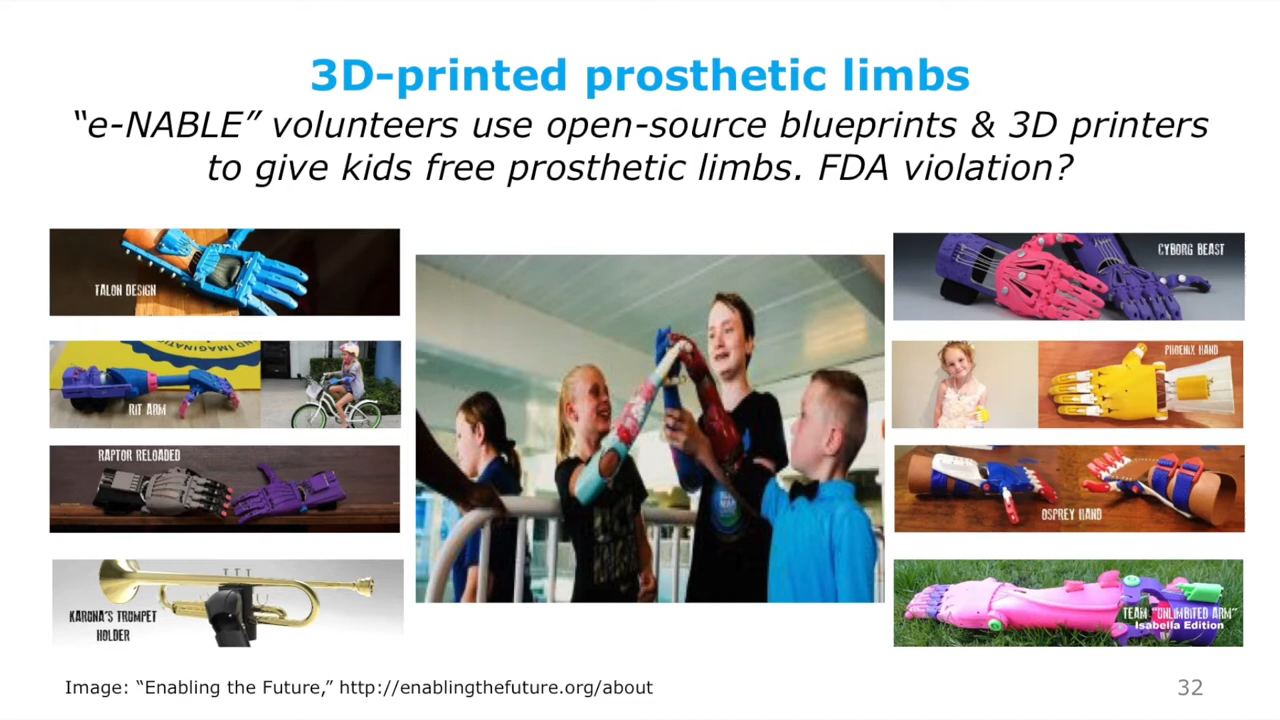 3D-printed prosthetic limbs
“e-NABLE” volunteers use open-source blueprints & 3D printers
to give kids free prosthetic limbs. FDA violation?
TALON DESIGN
CYBORG BEAST
RIT ARM
PHOENIX HAND
RAPTOR RELOADED
OSPREY HAND
KARUNA'S TRUMPET
HOLDER
TEAM "UNLIMBITED ARM"
Isabella Edition
Image: “Enabling the Future,” http://enablingthefuture.org/about
32